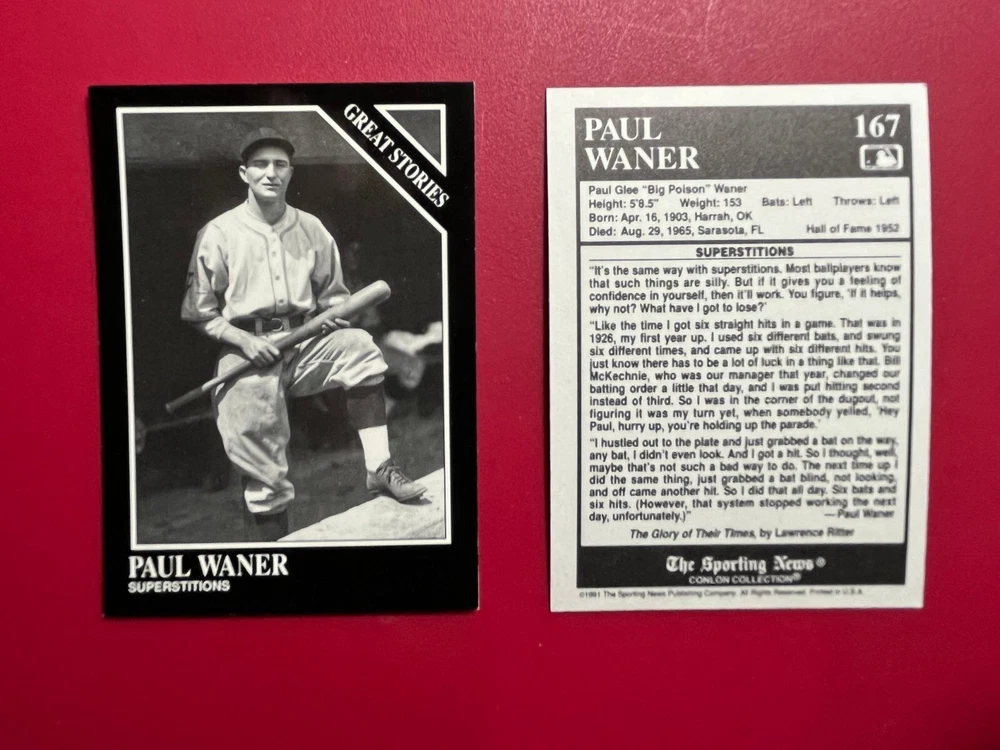 GREAT STORIES
PAUL WANER
SUPERSTITIONS
PAUL
WANER
167
Paul Glee "Big Poison" Waner
Height: 5'8.5" Weight: 153 Bats: Left Throws: Left
Born: Apr. 16, 1903, Harrah, OK
Died: Aug. 29, 1965, Sarasota, FL Hall of Fame 1952
SUPERSTITIONS
"It's the same way with superstitions. Most ballplayers know
that such things are silly. But if it gives you a feeling of
confidence in yourself, then it'll work. You figure, 'If it helps,
why not? What have I got to lose?'
"Like the time I got six straight hits in a game. That was in
1926, my first year up. I used six different bats, and swung
six different times, and came up with six different hits. You
just know there has to be a lot of luck in a thing like that. Bill
McKechnie, who was our manager that year, changed our
batting order a little that day, and I was put hitting second
instead of third. So I was in the corner of the dugout, not
figuring it was my turn yet, when somebody yelled, 'Hey
Paul, hurry up, you're holding up the parade.'
"I hustled out to the plate and just grabbed a bat on the way,
any bat, I didn't even look. And I got a hit. So I thought, well,
maybe that's not such a bad way to do. The next time up I
did the same thing, just grabbed a bat blind, not looking,
and off came another hit. So I did that all day. Six bats and
six hits. (However, that system stopped working the next
day, unfortunately.)" —Paul Waner
The Glory of Their Times, by Lawrence Ritter
The Sporting News®
CONLON COLLECTION®
©1991 The Sporting News Publishing Company. All Rights Reserved. Printed in U.S.A.